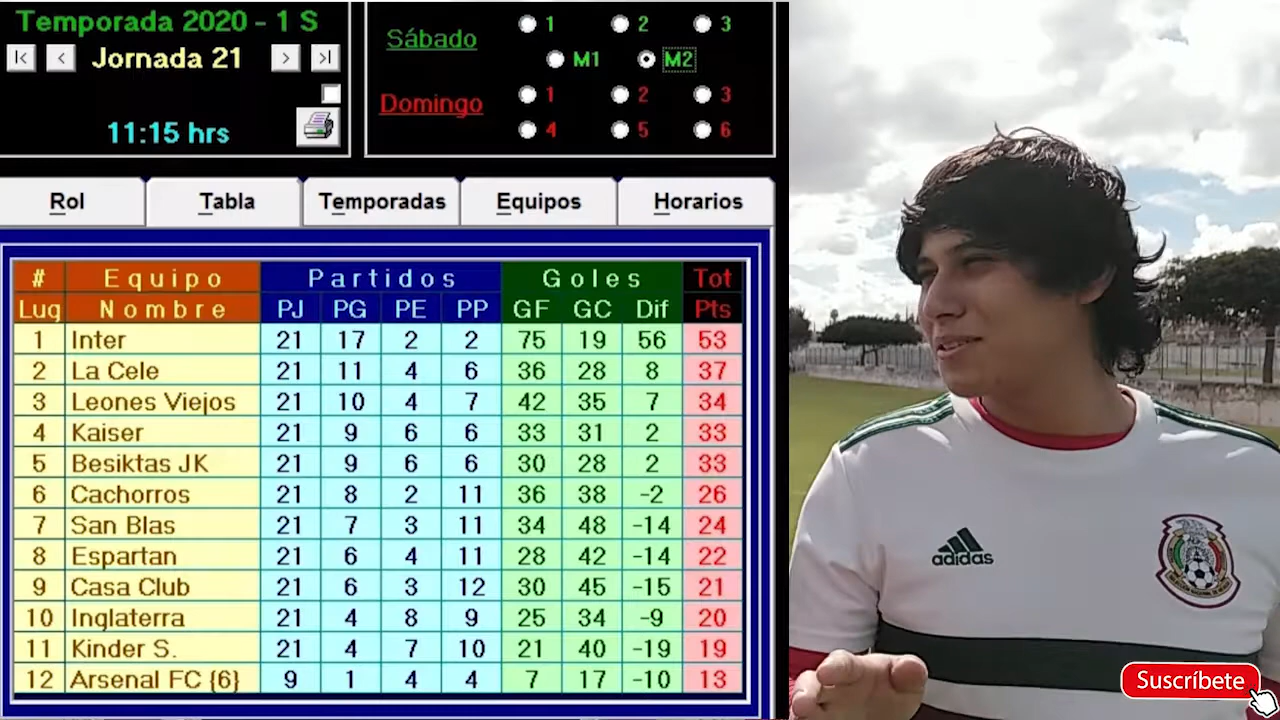 Temporada 2020 - 1 S
Jornada 21
11:15 hrs
Sábado 1 2 3
M1 M2
Domingo 1 2 3
4 5 6
Rol Tabla Temporadas Equipos Horarios
# Equipo Partidos Goles Tot
Lug Nombre PJ PG PE PP GF GC Dif Pts
1 Inter 21 17 2 2 75 19 56 53
2 La Cele 21 11 4 6 36 28 8 37
3 Leones Viejos 21 10 4 7 42 35 7 34
4 Kaiser 21 9 6 6 33 31 2 33
5 Besiktas JK 21 9 6 6 30 28 2 33
6 Cachorros 21 8 2 11 36 38 -2 26
7 San Blas 21 7 3 11 34 48 -14 24
8 Espartan 21 6 4 11 28 42 -14 22
9 Casa Club 21 6 3 12 30 45 -15 21
10 Inglaterra 21 4 8 9 25 34 -9 20
11 Kinder S. 21 4 7 10 21 40 -19 19
12 Arsenal FC {6} 9 1 4 4 7 17 -10 13
adidas
Suscríbete